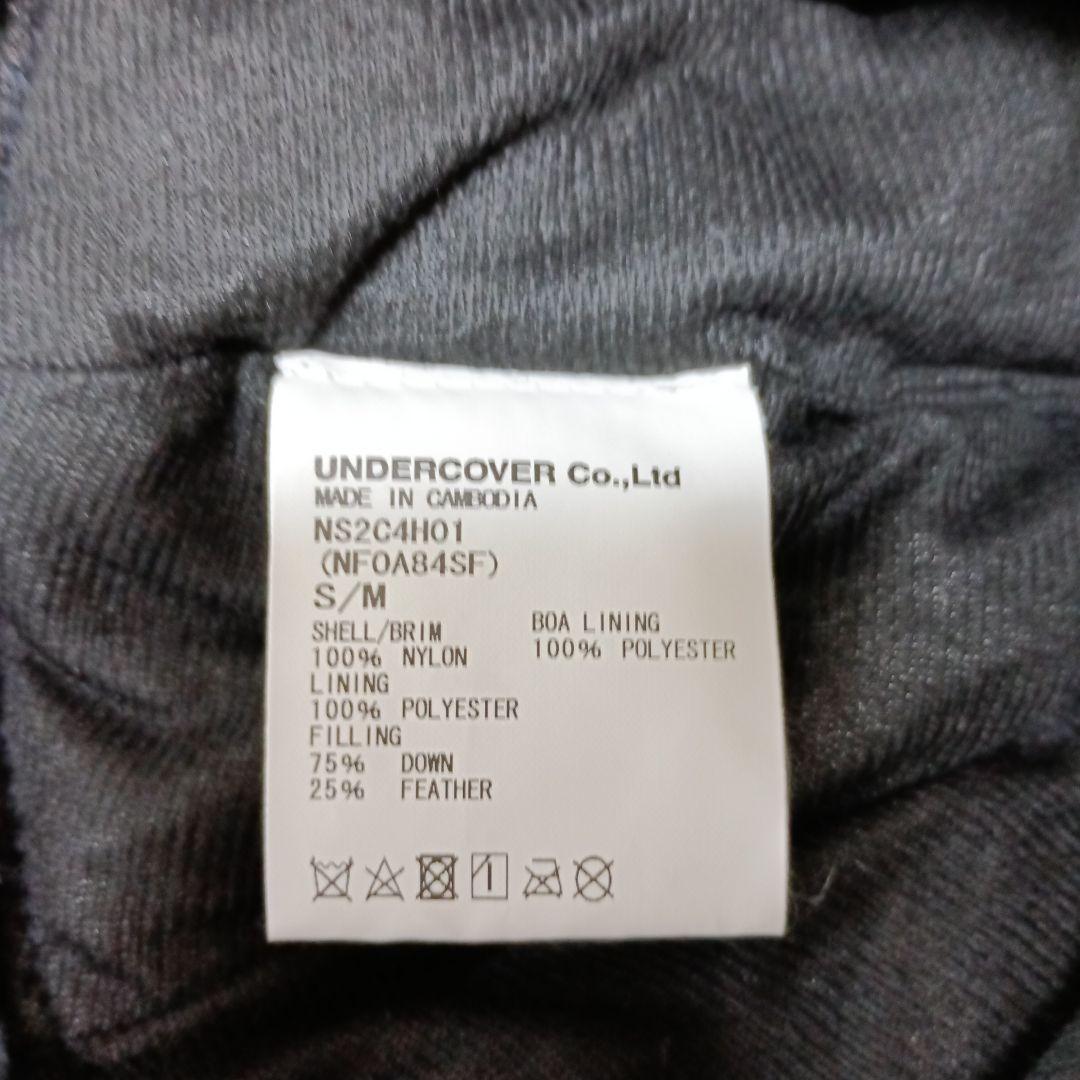 UNDERCOVER Co.,Ltd
MADE IN CAMBODIA
NS2C4H01
(NF0A84SF)
S/M
SHELL/BRIM
100% NYLON
LINING
100% POLYESTER
FILLING
75% DOWN
25% FEATHER
BOA LINING
100% POLYESTER